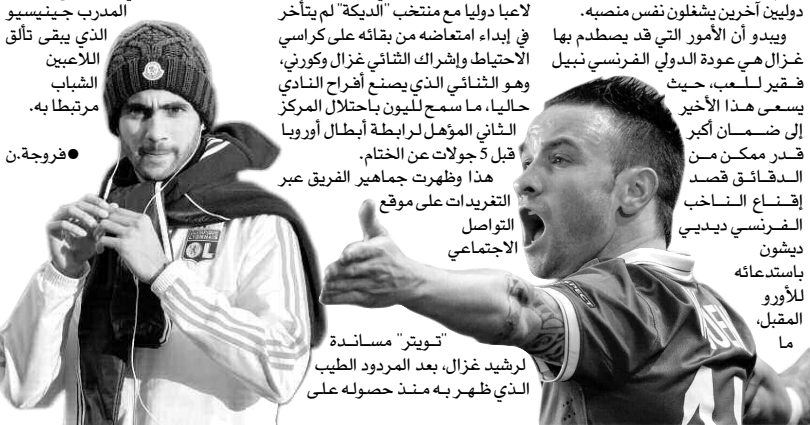 دوليين آخرين يشغلون نفس منصبه.
ويبدو أن الأمور التي قد يصطدم بها
غزال هي عودة الدولي الفرنسي نبيل
فقير للعب، حيث
يسعى هذا الأخير
إلى ضمان أكبر
قدر ممكن من
الدقائق قصد
إقناع الناخب
الفرنسي ديديي
ديشون
باستدعائه
للأورو
المقبل،
ما
لاعبا دوليا مع منتخب "الديكة" لم يتأخر
في إبداء امتعاضه من بقائه على كراسي
الاحتياط وإشراك الثنائي غزال وكورني،
وهو الثنائي الذي يصنع أفراح النادي
حاليا، ما سمح لليون باحتلال المركز
الثاني المؤهل لرابطة أبطال أوروبا
قبل 5 جولات عن الختام.
هذا وظهرت جماهير الفريق عبر
التغريدات على موقع
التواصل
الاجتماعي
"تويتر" مساندة
لرشيد غزال، بعد المردود الطيب
الذي ظهر به منذ حصوله على
المدرب جينيسيو
الذي يبقى تألق
اللاعبين
الشباب
مرتبطا به.
●فروجة.ن
OL
RESPECT